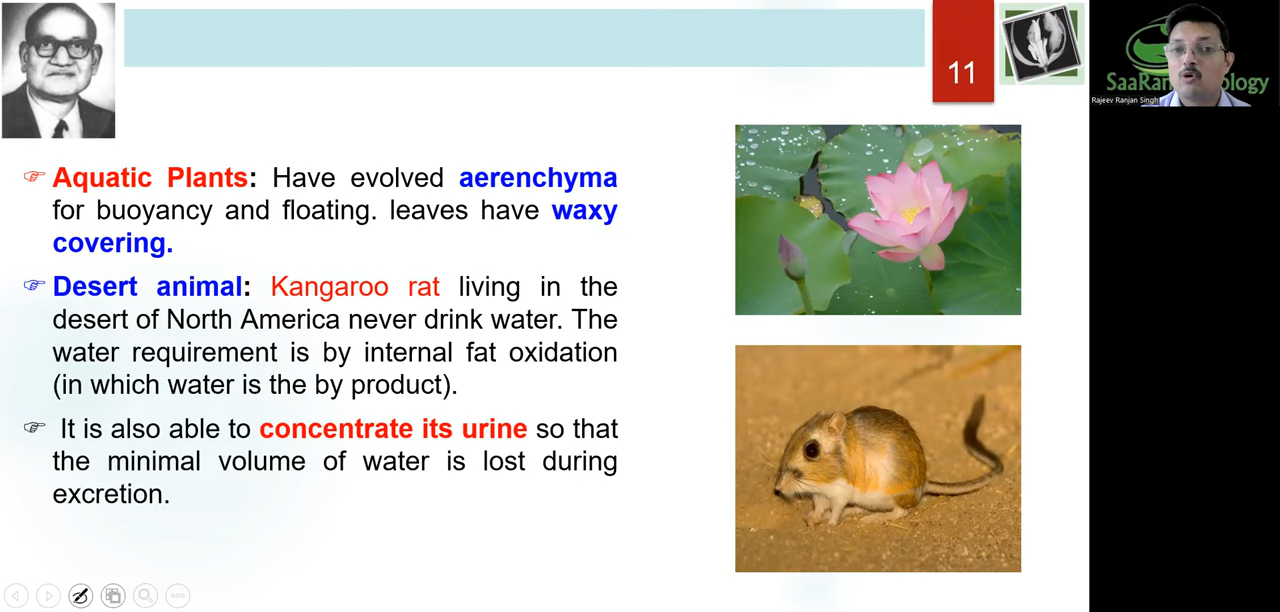 11
SaaRan Biology
Rajeev Ranjan Singh
☞ Aquatic Plants: Have evolved aerenchyma
for buoyancy and floating. leaves have waxy
covering.
☞ Desert animal: Kangaroo rat living in the
desert of North America never drink water. The
water requirement is by internal fat oxidation
(in which water is the by product).
☞ It is also able to concentrate its urine so that
the minimal volume of water is lost during
excretion.